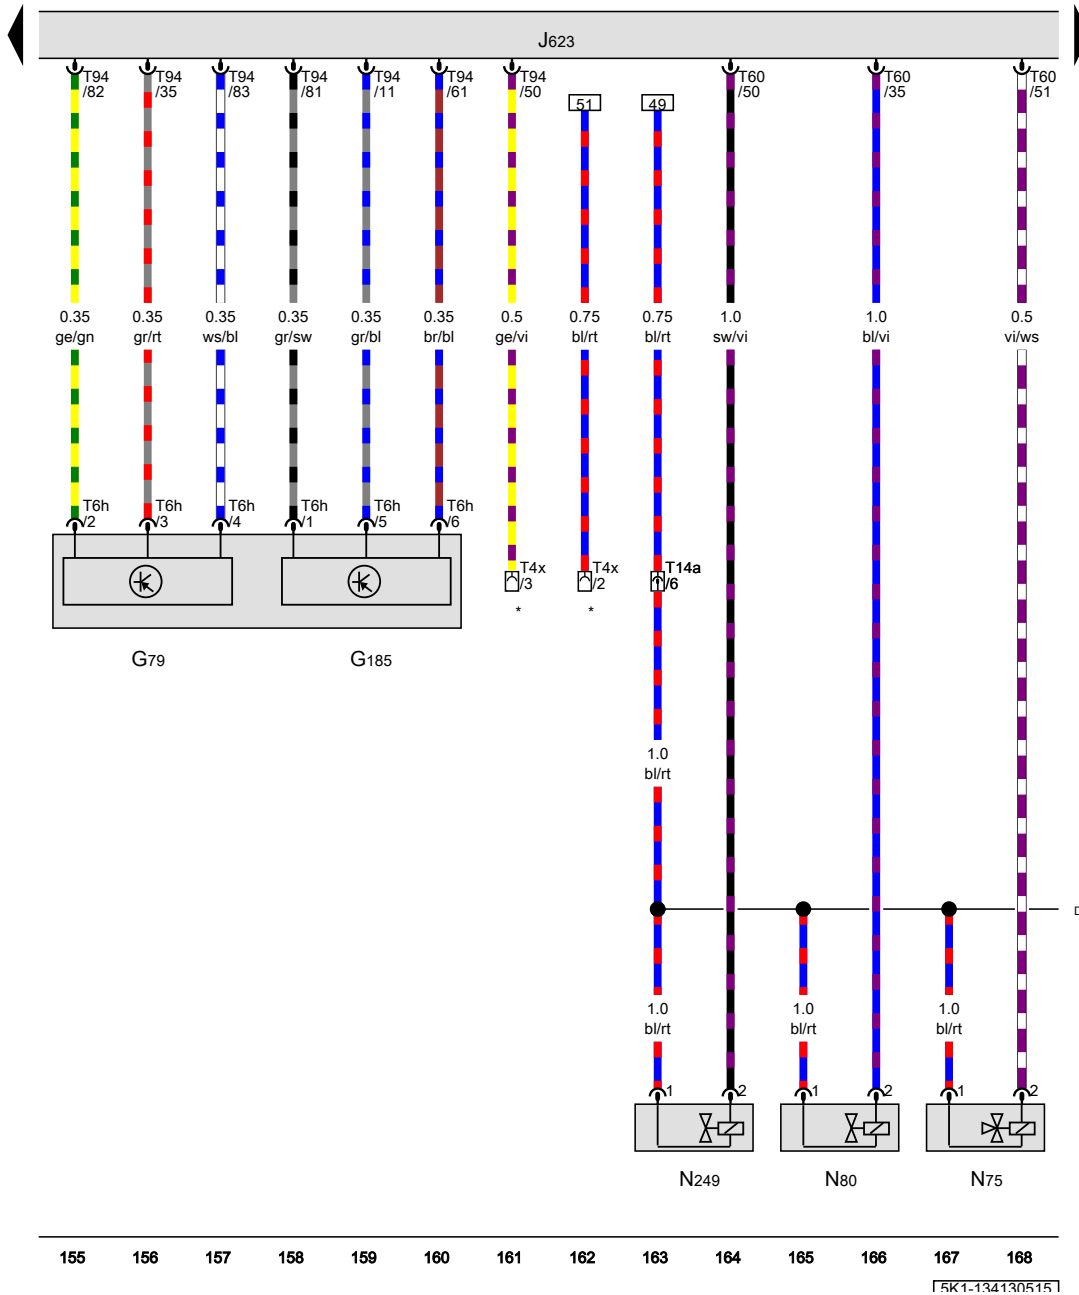 J623
T94 T94 T94 T94 T94 T94 T94 T60 T60 T60
/82 /35 /83 /81 /11 /61 /50 /50 /35 /51
51 49
0.35 0.35 0.35 0.35 0.35 0.35 0.5 0.75 0.75 1.0 1.0 0.5
ge/gn gr/rt ws/bl gr/sw gr/bl br/bl ge/vi bl/rt bl/rt sw/vi bl/vi vi/ws
T6h T6h T6h T6h T6h T6h
/2 /3 /4 /1 /5 /6
T4x T4x T14a
/3 /2 /6
* *
G79 G185
1.0
bl/rt
1.0 1.0 1.0
bl/rt bl/rt bl/rt
1 2 1 2 1 2
N249 N80 N75
155 156 157 158 159 160 161 162 163 164 165 166 167 168
5K1-134130515